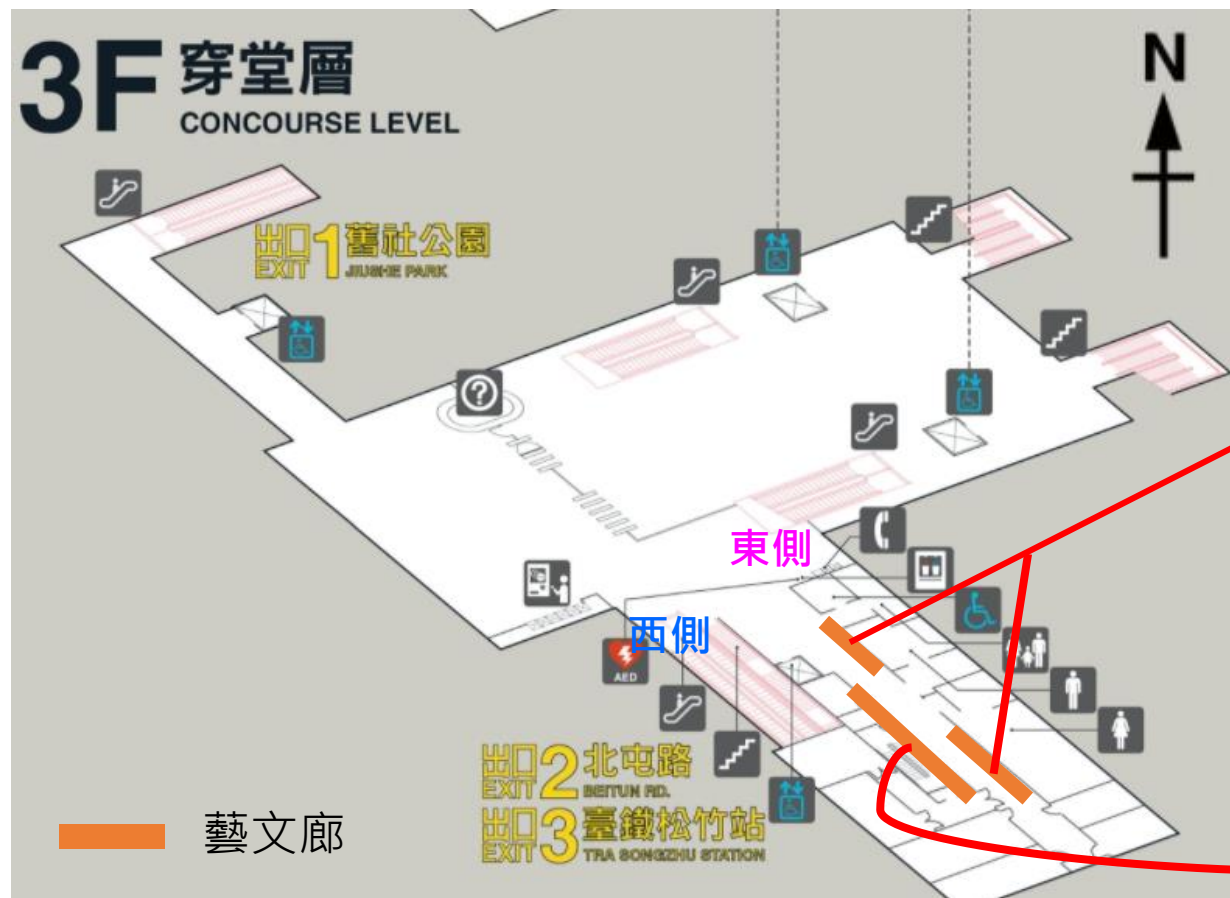 3F 穿堂層
CONCOURSE LEVEL
N
出口 EXIT 1 舊社公園
JIUSHE PARK
?
東側
西側
AED
出口 EXIT 2 北屯路
BEITUN RD.
出口 EXIT 3 臺鐵松竹站
TRA SONGZHU STATION
藝文廊